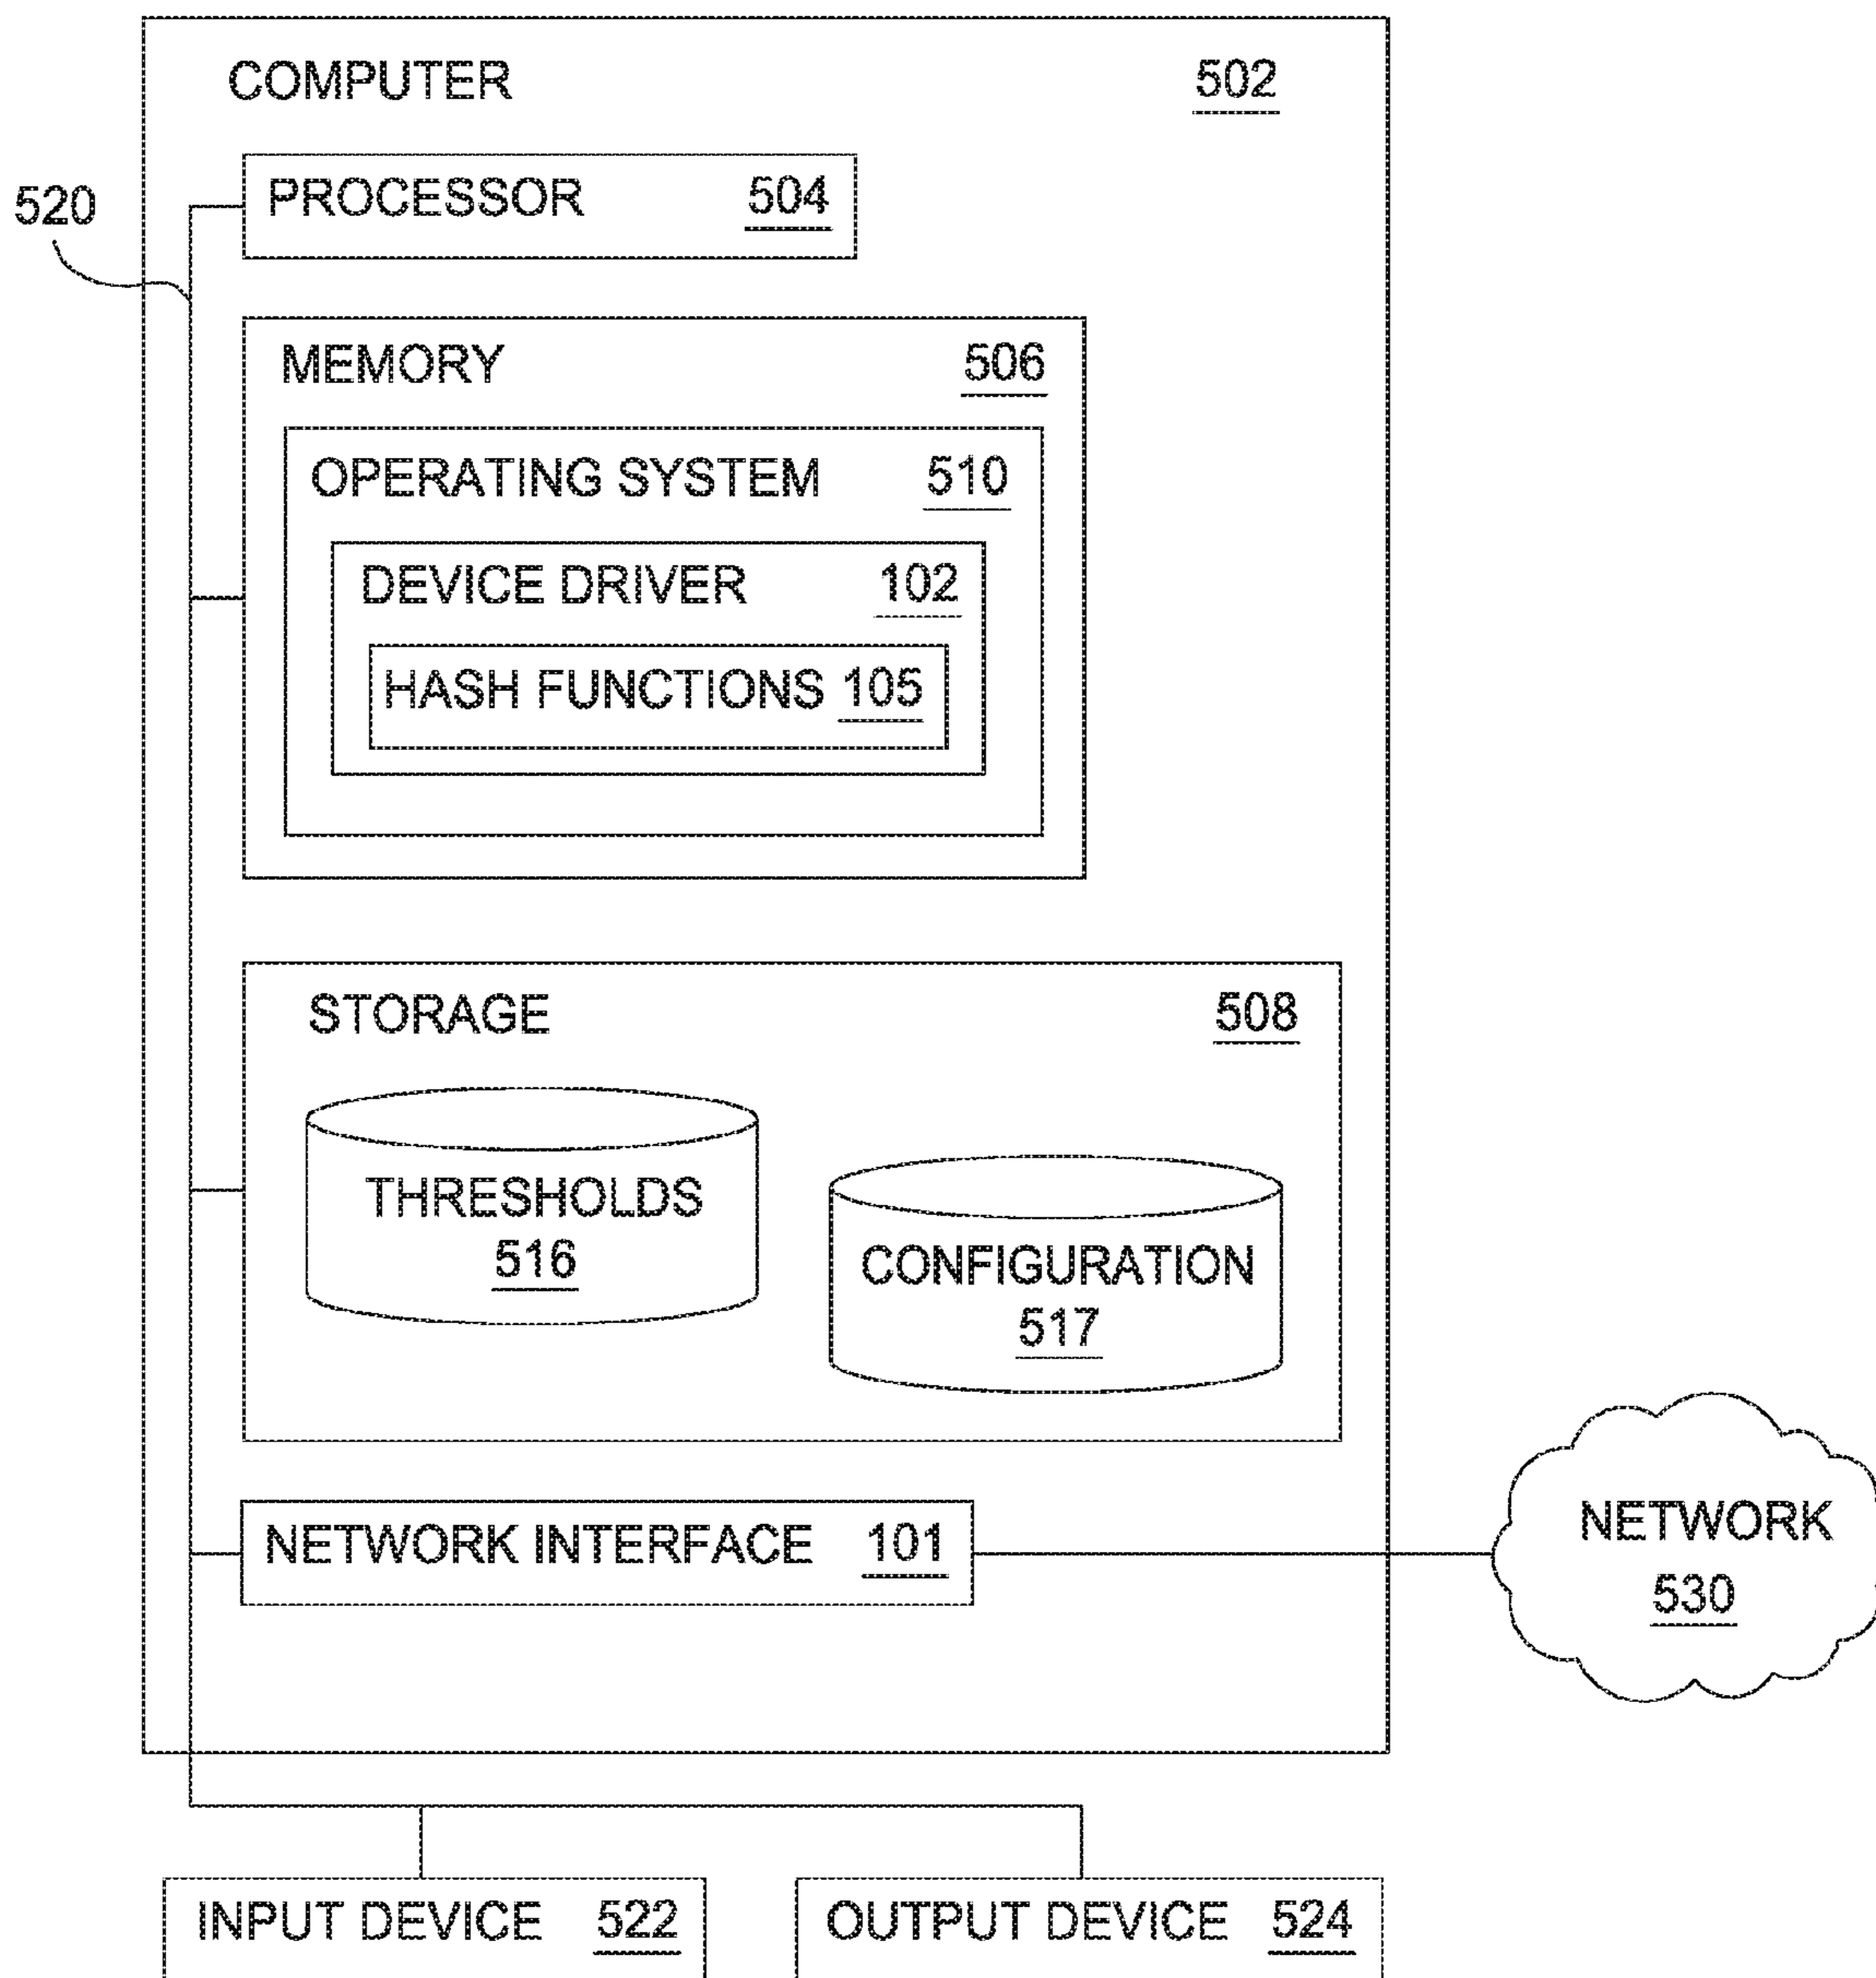 COMPUTER 502
520
PROCESSOR 504
MEMORY 506
OPERATING SYSTEM 510
DEVICE DRIVER 102
HASH FUNCTIONS 105
STORAGE 508
THRESHOLDS
516
CONFIGURATION
517
NETWORK INTERFACE 101
NETWORK
530
INPUT DEVICE 522
OUTPUT DEVICE 524